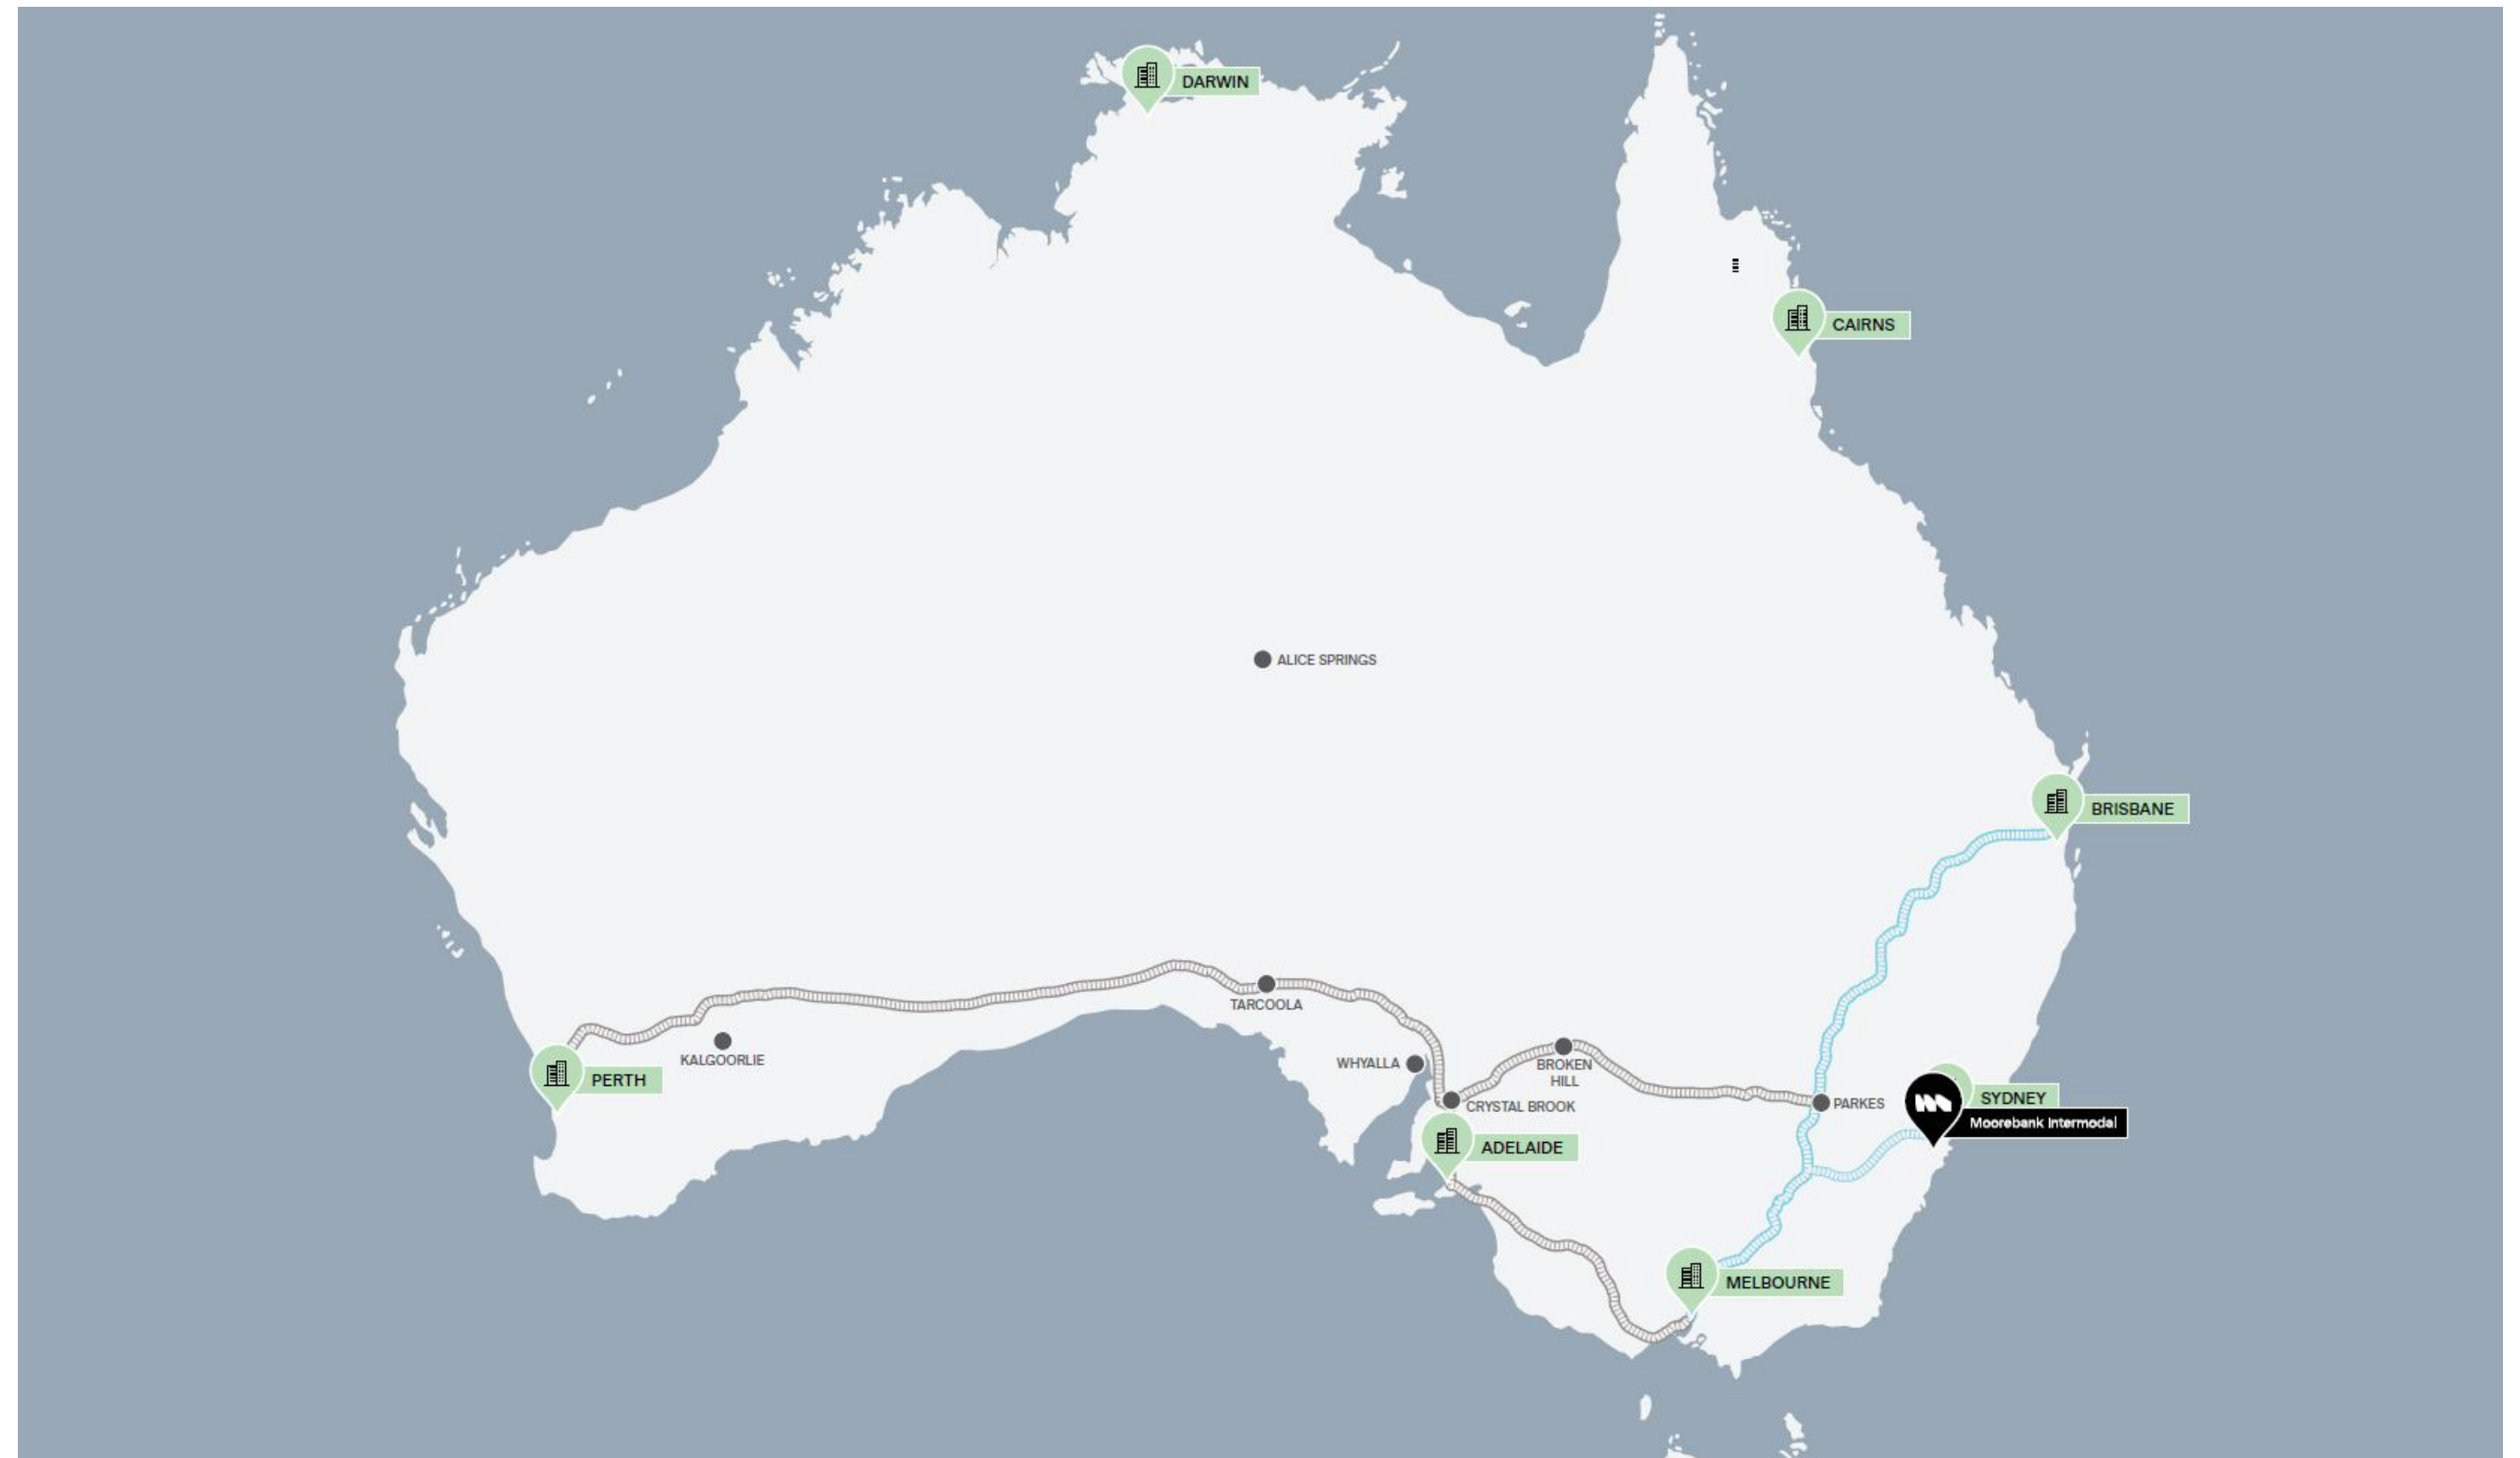 DARWIN
CAIRNS
ALICE SPRINGS
BRISBANE
TARCOOLA
KALGOORLIE
WHYALLA
BROKEN
HILL
PERTH
CRYSTAL BROOK
PARKES
SYDNEY
Moorebank Intermodal
ADELAIDE
MELBOURNE